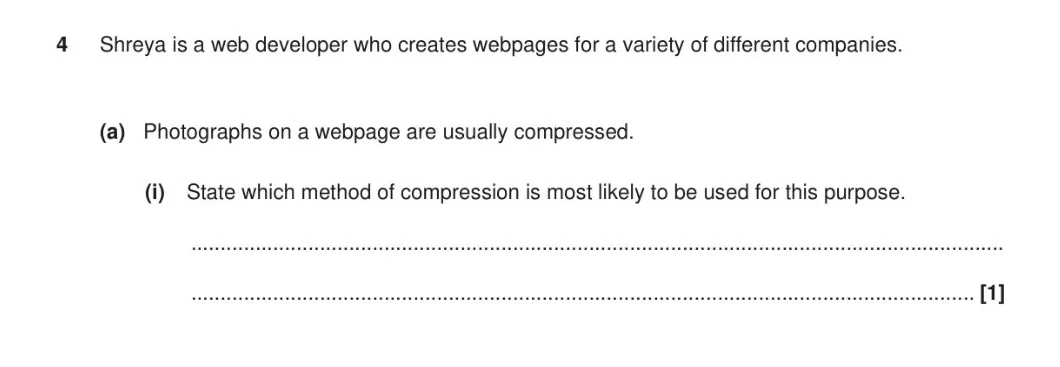 4 Shreya is a web developer who creates webpages for a variety of different companies.
(a) Photographs on a webpage are usually compressed.
(i) State which method of compression is most likely to be used for this purpose.
....................................................................................................................................................
.............................................................................................................................................. [1]